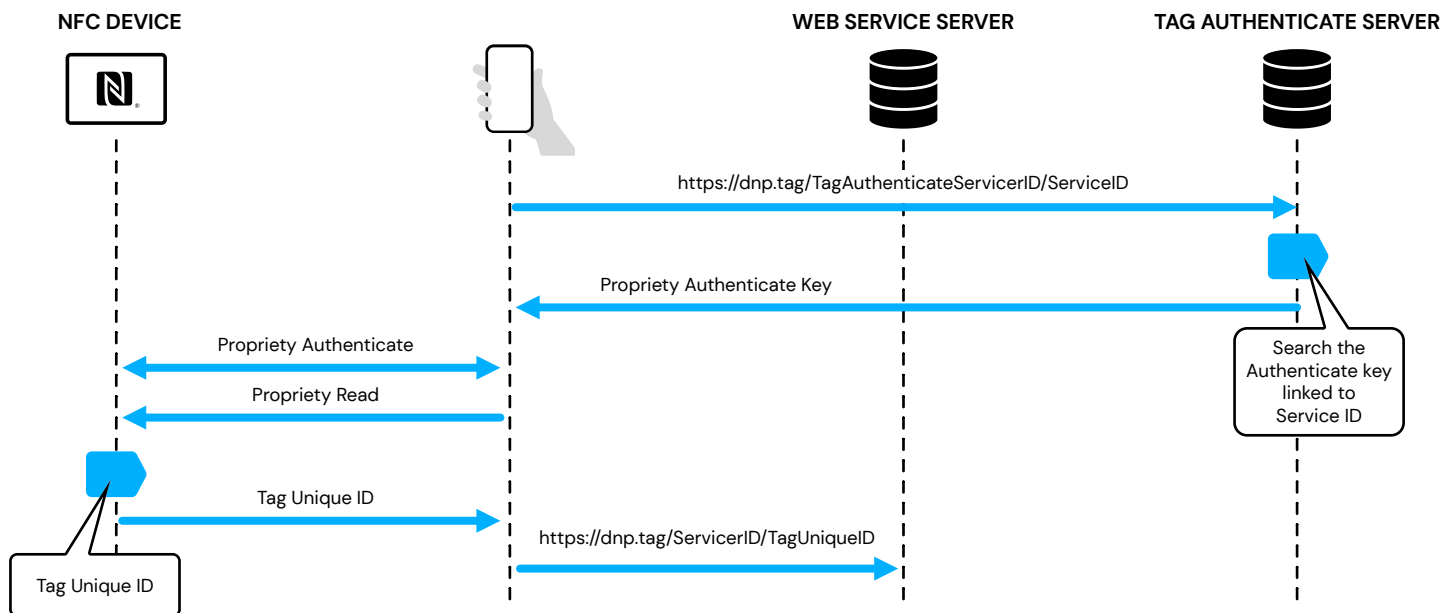 NFC DEVICE
WEB SERVICE SERVER
TAG AUTHENTICATE SERVER
N
®
https://dnp.tag/TagAuthenticateServicerID/ServiceID
Propriety Authenticate Key
Search the
Authenticate key
linked to
Service ID
Propriety Authenticate
Propriety Read
Tag Unique ID
https://dnp.tag/ServicerID/TagUniqueID
Tag Unique ID